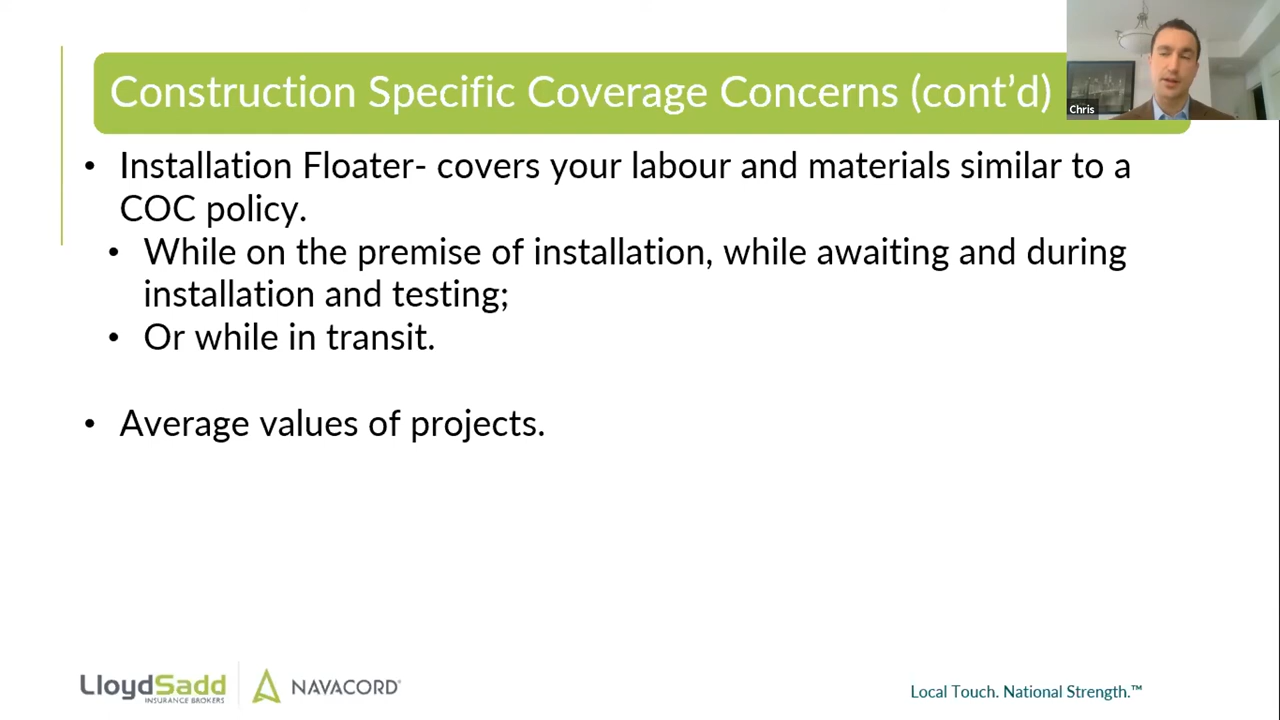 Construction Specific Coverage Concerns (cont’d)
Chris
• Installation Floater- covers your labour and materials similar to a
COC policy.
• While on the premise of installation, while awaiting and during
installation and testing;
• Or while in transit.
• Average values of projects.
LloydSadd
INSURANCE BROKERS
NAVACORD®
Local Touch. National Strength.™